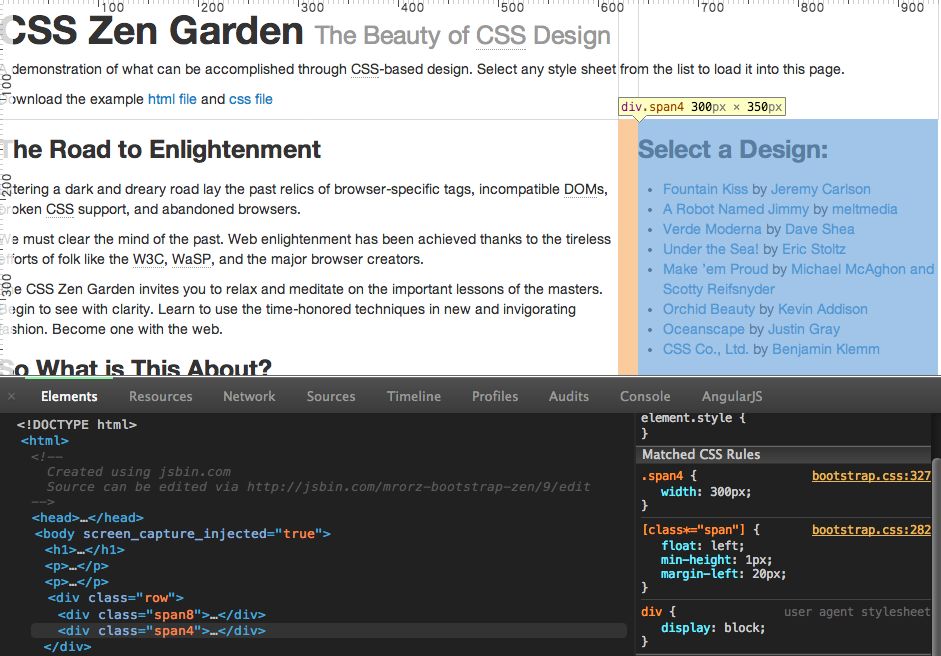 100 200 300 400 500 600 700 800 900
CSS Zen Garden The Beauty of CSS Design
demonstration of what can be accomplished through CSS-based design. Select any style sheet from the list to load it into this page.
100
ownload the example html file and css file
div.span4 300px × 350px
The Road to Enlightenment
200
ttering a dark and dreary road lay the past relics of browser-specific tags, incompatible DOMs,
roken CSS support, and abandoned browsers.
We must clear the mind of the past. Web enlightenment has been achieved thanks to the tireless
efforts of folk like the W3C, WaSP, and the major browser creators.
300
he CSS Zen Garden invites you to relax and meditate on the important lessons of the masters.
Begin to see with clarity. Learn to use the time-honored techniques in new and invigorating
ashion. Become one with the web.
So What is This About?
Select a Design:
• Fountain Kiss by Jeremy Carlson
• A Robot Named Jimmy by meltmedia
• Verde Moderna by Dave Shea
• Under the Sea! by Eric Stoltz
• Make 'em Proud by Michael McAghon and
Scotty Reifsnyder
• Orchid Beauty by Kevin Addison
• Oceanscape by Justin Gray
• CSS Co., Ltd. by Benjamin Klemm
× Elements Resources Network Sources Timeline Profiles Audits Console AngularJS
<!DOCTYPE html>
<html>
<!--
Created using jsbin.com
Source can be edited via http://jsbin.com/mrorz-bootstrap-zen/9/edit
-->
<head>…</head>
<body screen_capture_injected="true">
<h1>…</h1>
<p>…</p>
<p>…</p>
<div class="row">
<div class="span8">…</div>
<div class="span4">…</div>
</div>
element.style {
}
Matched CSS Rules
.span4 { bootstrap.css:327
width: 300px;
}
[class*="span"] { bootstrap.css:282
float: left;
min-height: 1px;
margin-left: 20px;
}
div { user agent stylesheet
display: block;
}